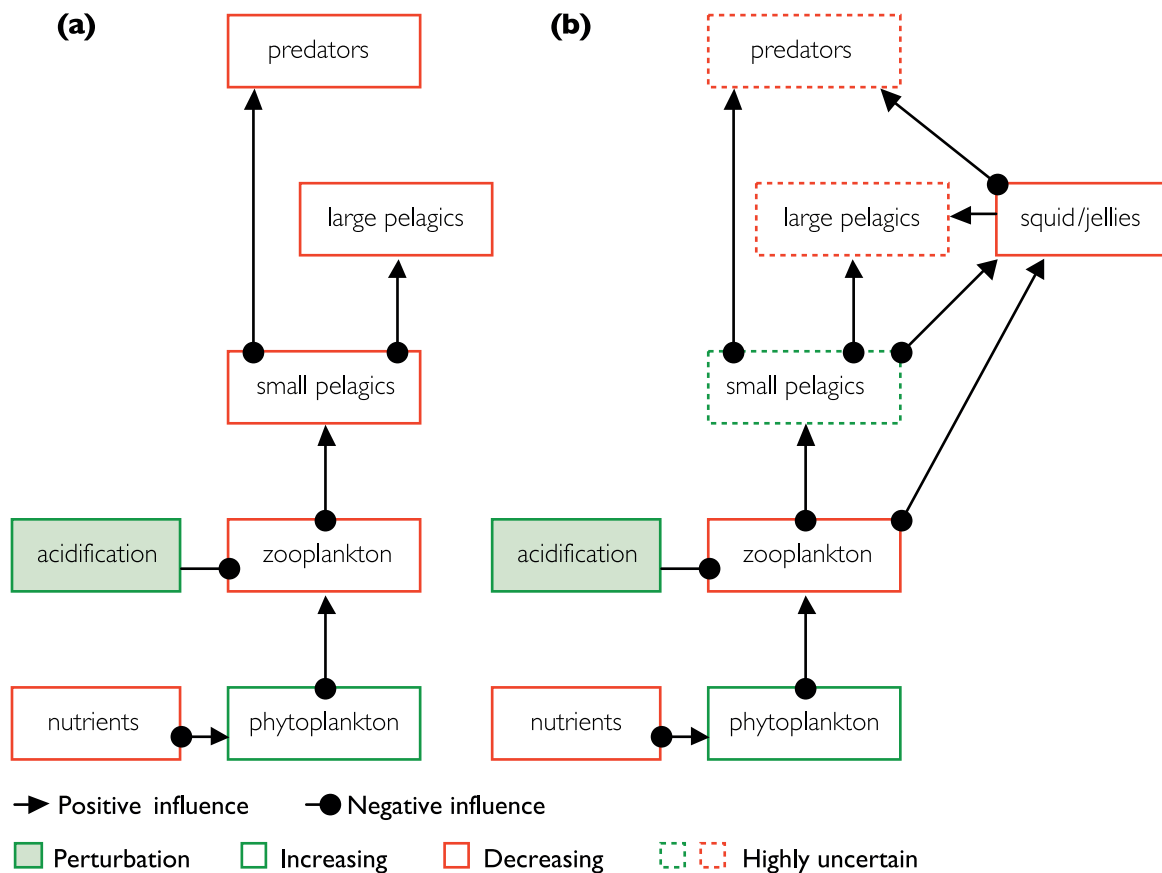 (a)
predators
large pelagics
small pelagics
acidification
zooplankton
nutrients
phytoplankton
(b)
predators
large pelagics
squid/jellies
small pelagics
acidification
zooplankton
nutrients
phytoplankton
Positive influence
Negative influence
Perturbation
Increasing
Decreasing
Highly uncertain